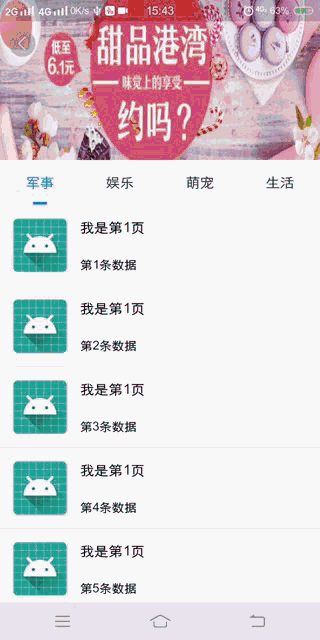 2G 4G 0K/s 15:43 4G 63%
甜品港湾
低至
6.1元
味觉上的享受
约吗？
军事 娱乐 萌宠 生活
我是第1页
第1条数据
我是第1页
第2条数据
我是第1页
第3条数据
我是第1页
第4条数据
我是第1页
第5条数据